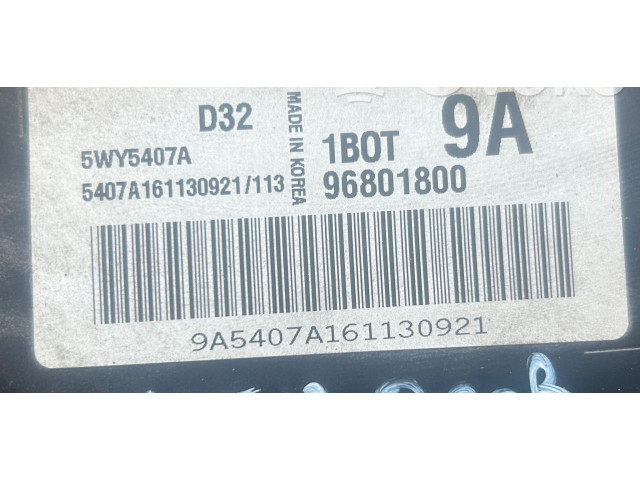 D32
MADE IN KOREA
1BOT 9A
5WY5407A
5407A161130921/113
96801800
9A5407A161130921